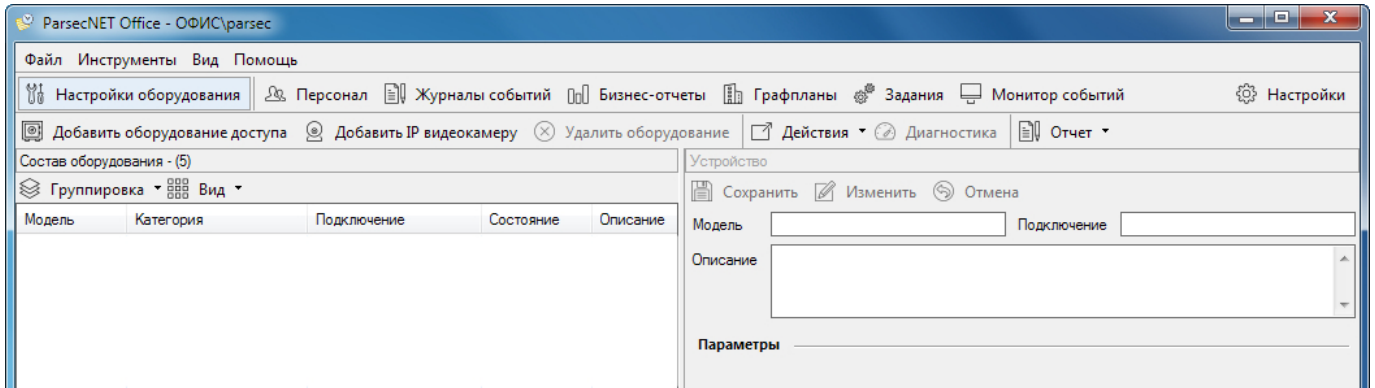 ParsecNET Office - ОФИС\parsec
Файл Инструменты Вид Помощь
Настройки оборудования Персонал Журналы событий Бизнес-отчеты Графпланы Задания Монитор событий Настройки
Добавить оборудование доступа Добавить IP видеокамеру Удалить оборудование Действия Диагностика Отчет
Состав оборудования - (5)
Группировка Вид
Модель Категория Подключение Состояние Описание
Устройство
Сохранить Изменить Отмена
Модель Подключение
Описание
Параметры